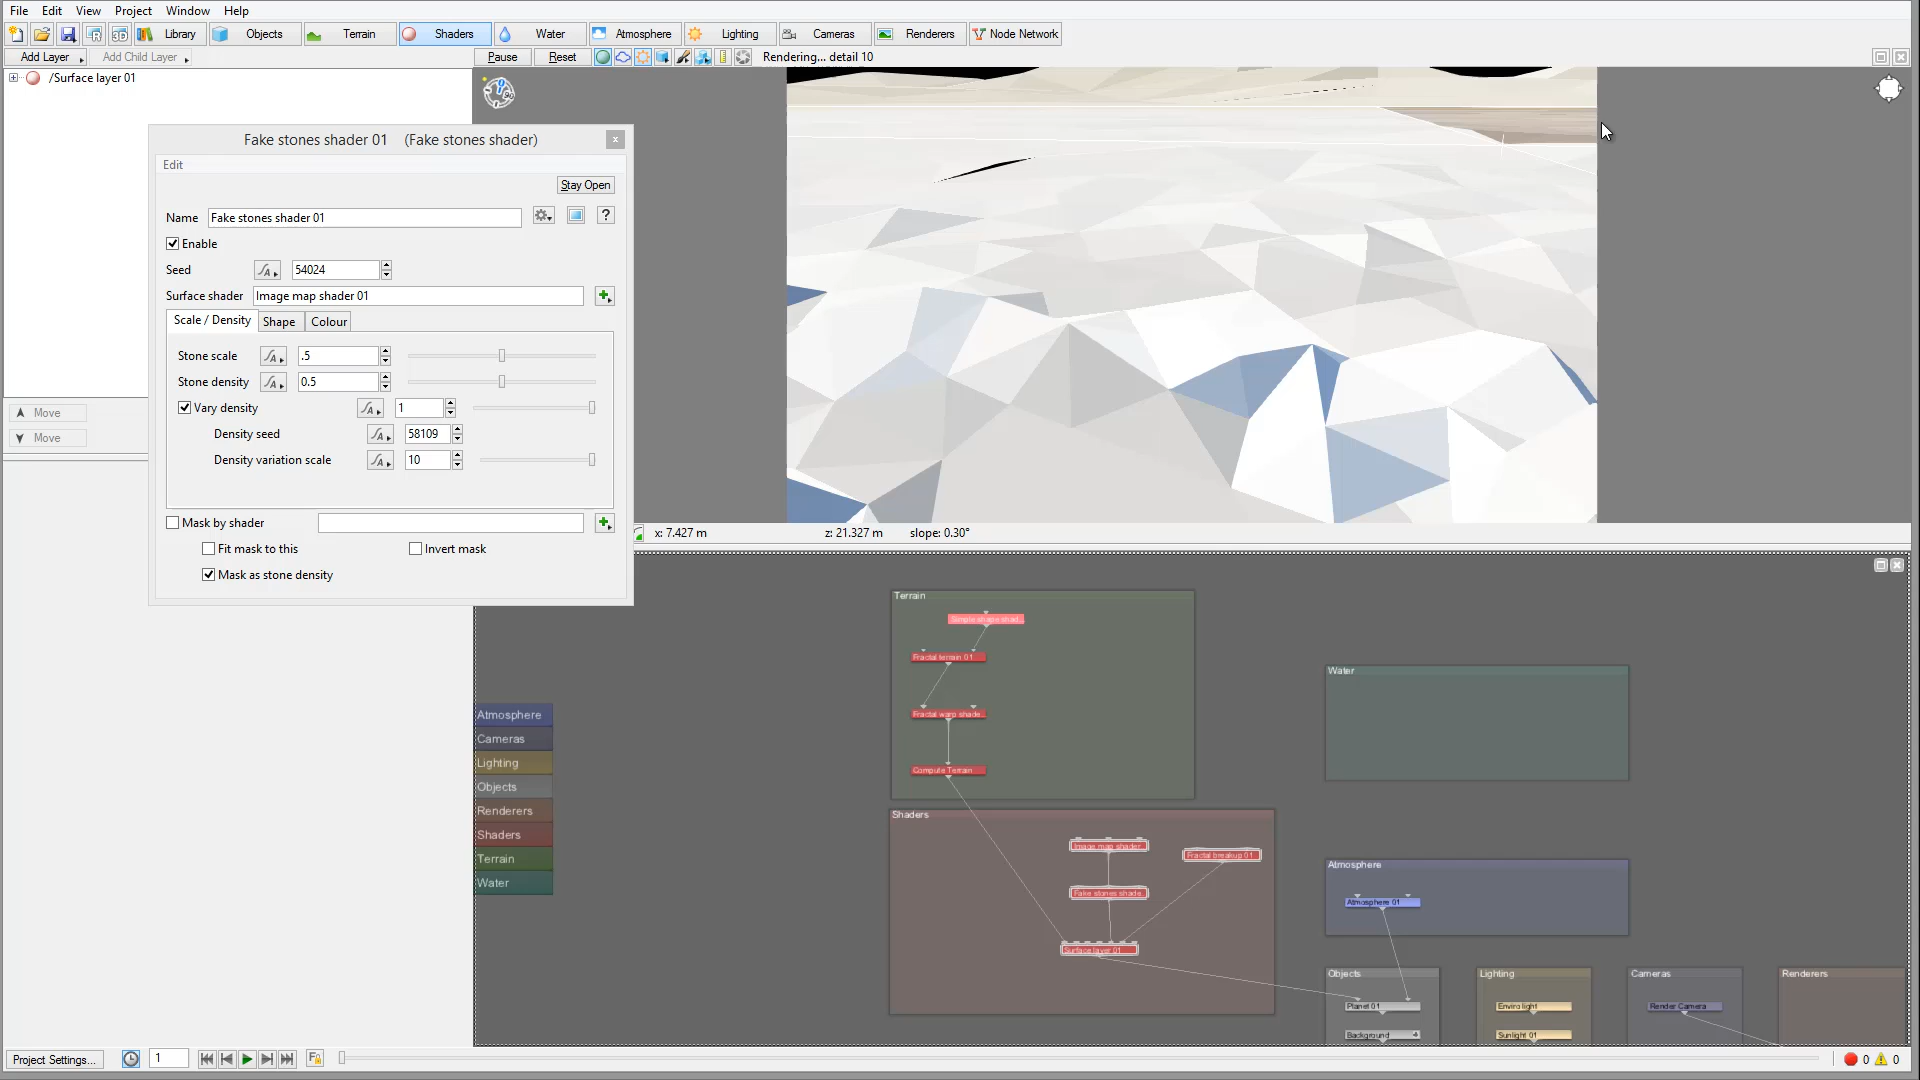 File Edit View Project Window Help
Library Objects Terrain Shaders Water Atmosphere Lighting Cameras Renderers Node Network
Add Layer Add Child Layer Pause Reset Rendering... detail 10
/Surface layer 01
Fake stones shader 01 (Fake stones shader)
Edit
Stay Open
Name Fake stones shader 01 ?
Enable
Seed 54024
Surface shader Image map shader 01
Scale / Density Shape Colour
Stone scale .5
Stone density 0.5
Vary density 1
Density seed 58109
Density variation scale 10
Mask by shader
Fit mask to this Invert mask
Mask as stone density
Move
Move
x: 7.427 m z: 21.327 m slope: 0.30°
Atmosphere
Cameras
Lighting
Objects
Renderers
Shaders
Terrain
Water
Terrain
Simple shape shad...
Fractal terrain 01
Fractal warp shade...
Compute Terrain
Shaders
Image map shader
Fractal breakup 01
Fake stones shade...
Surface layer 01
Water
Atmosphere
Atmosphere 01
Objects
Planet 01
Background
Lighting
Enviro light
Sunlight 01
Cameras
Render Camera
Renderers
Project Settings... 1 0 0